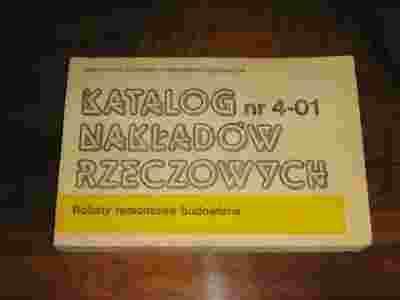 KATALOG nr 4-01
NAKŁADÓW
RZECZOWYCH
Roboty remontowe budowlane